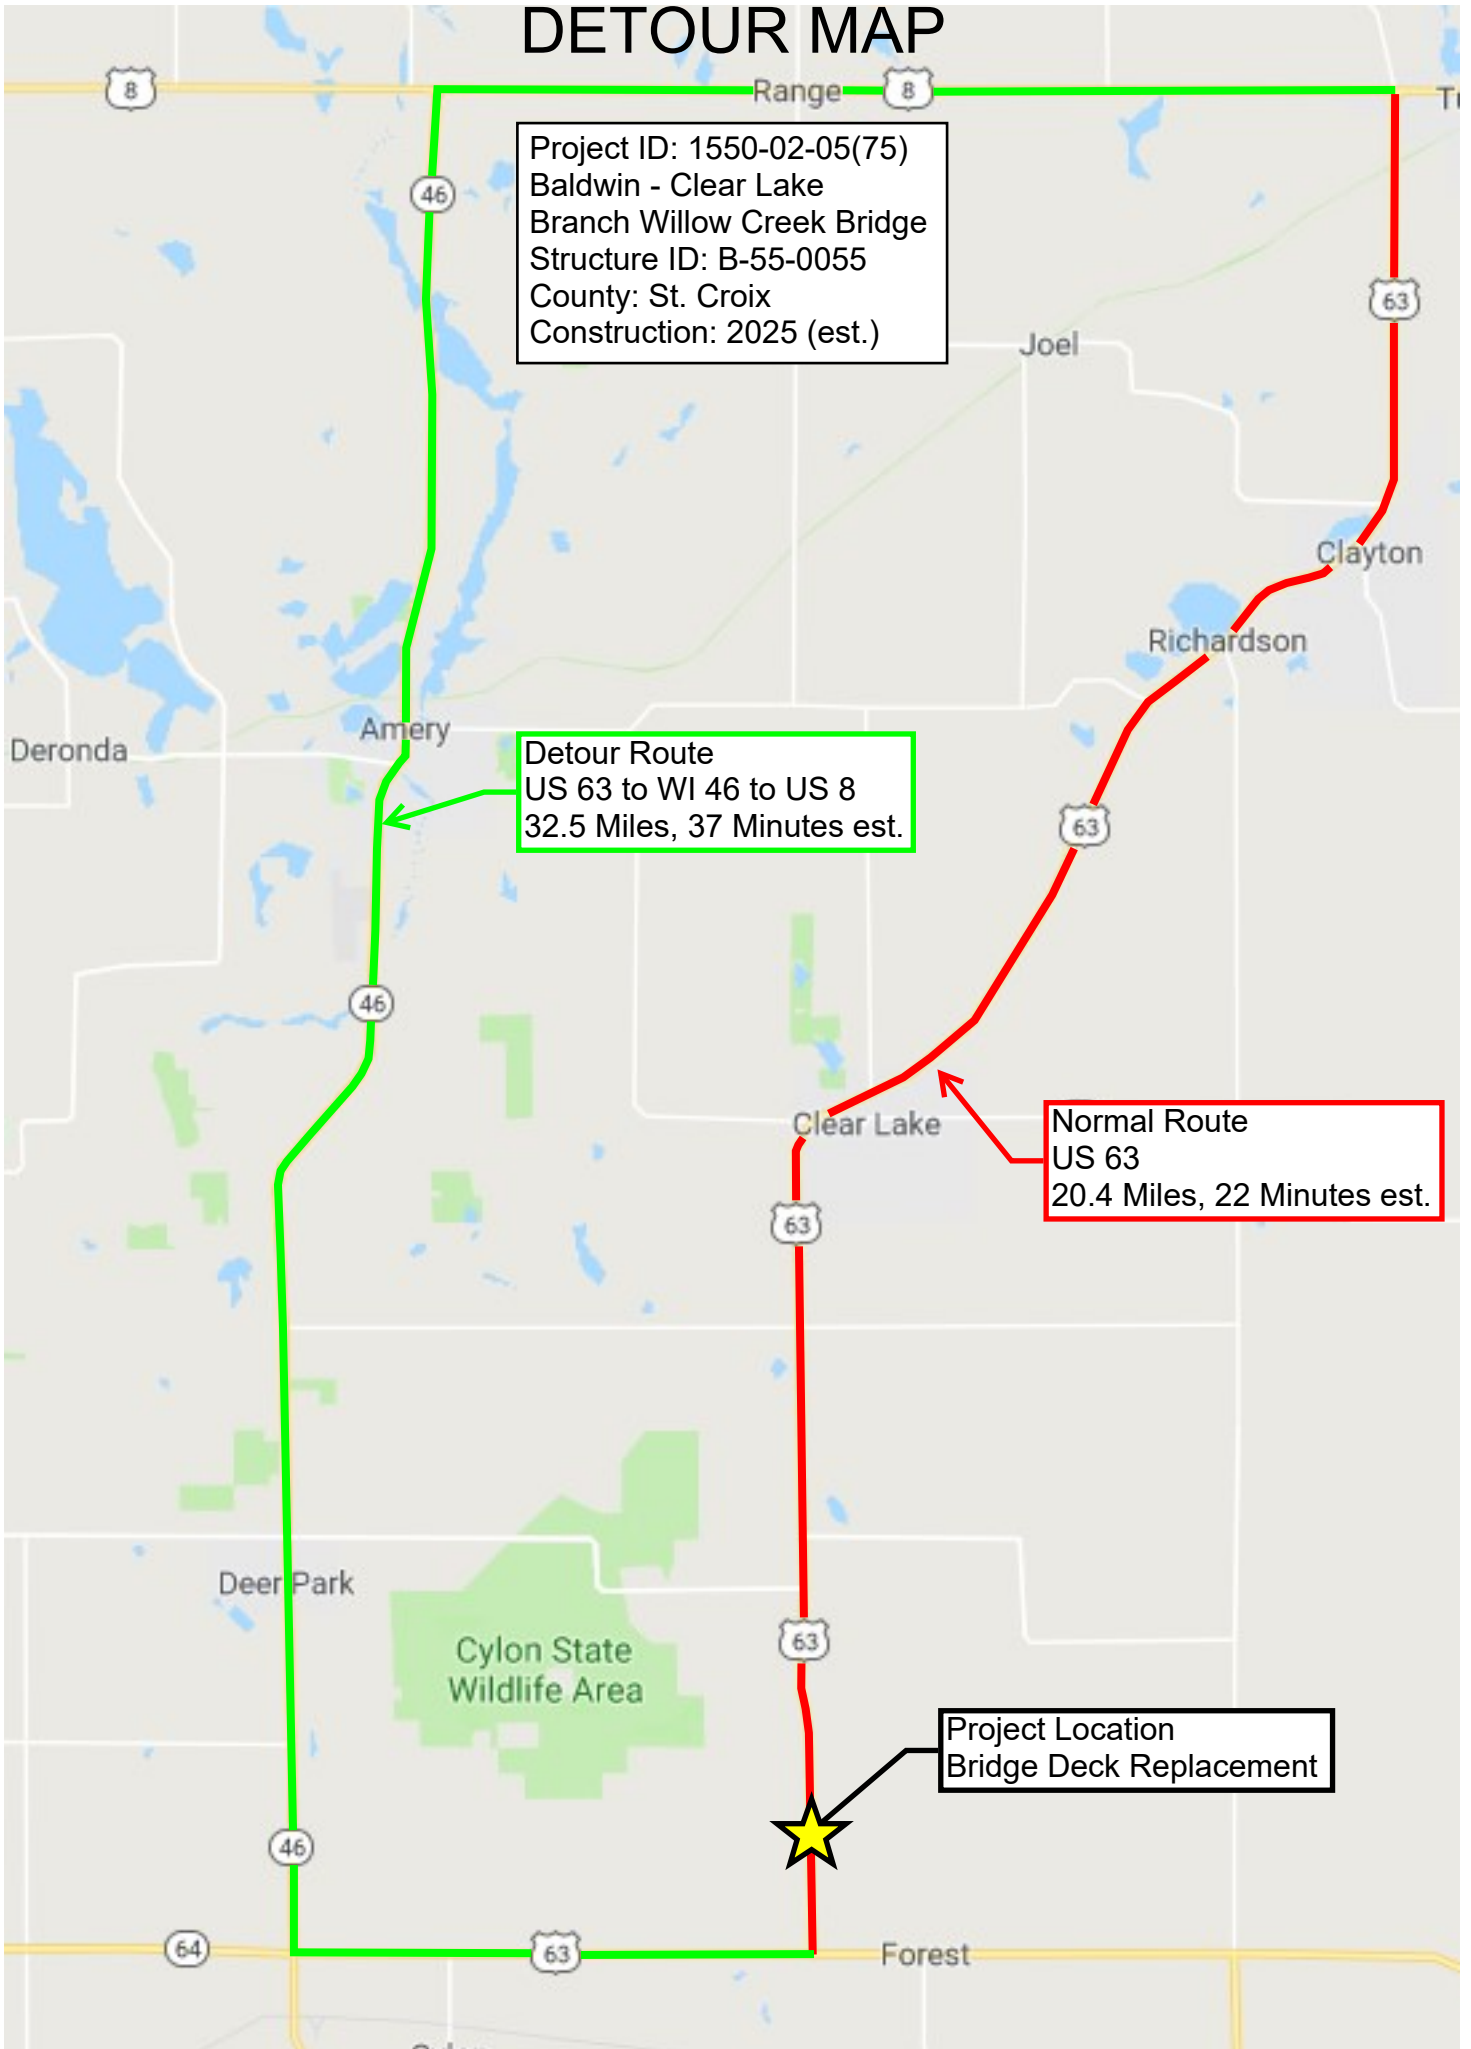 DETOUR MAP
8
Range
8
46
Project ID: 1550-02-05(75)
Baldwin - Clear Lake
Branch Willow Creek Bridge
Structure ID: B-55-0055
County: St. Croix
Construction: 2025 (est.)
63
Joel
Clayton
Richardson
Amery
Deronda
Detour Route
US 63 to WI 46 to US 8
32.5 Miles, 37 Minutes est.
63
46
Clear Lake
Normal Route
US 63
20.4 Miles, 22 Minutes est.
63
Deer Park
Cylon State
Wildlife Area
63
Project Location
Bridge Deck Replacement
46
64
63
Forest